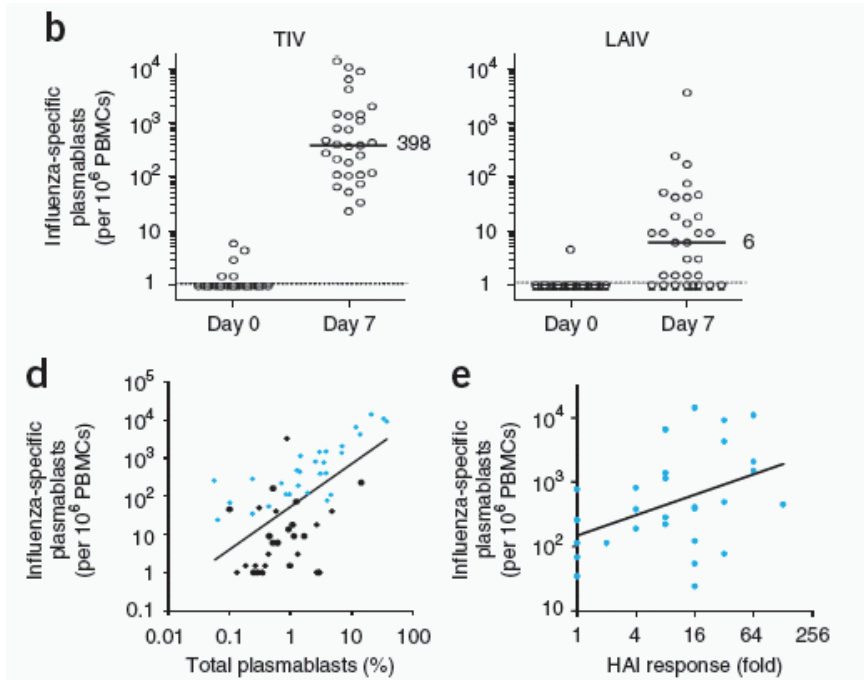 b
TIV
LAIV
Influenza-specific
plasmablasts
(per 10⁶ PBMCs)
10⁴
10³
10²
10
1
398
Day 0
Day 7
10⁴
10³
10²
10
1
6
Day 0
Day 7
d
Influenza-specific
plasmablasts
(per 10⁶ PBMCs)
10⁵
10⁴
10³
10²
10
1
0.1
0.01
0.1
1
10
100
Total plasmablasts (%)
e
Influenza-specific
plasmablasts
(per 10⁶ PBMCs)
10⁴
10³
10²
10
1
4
16
64
256
HAI response (fold)